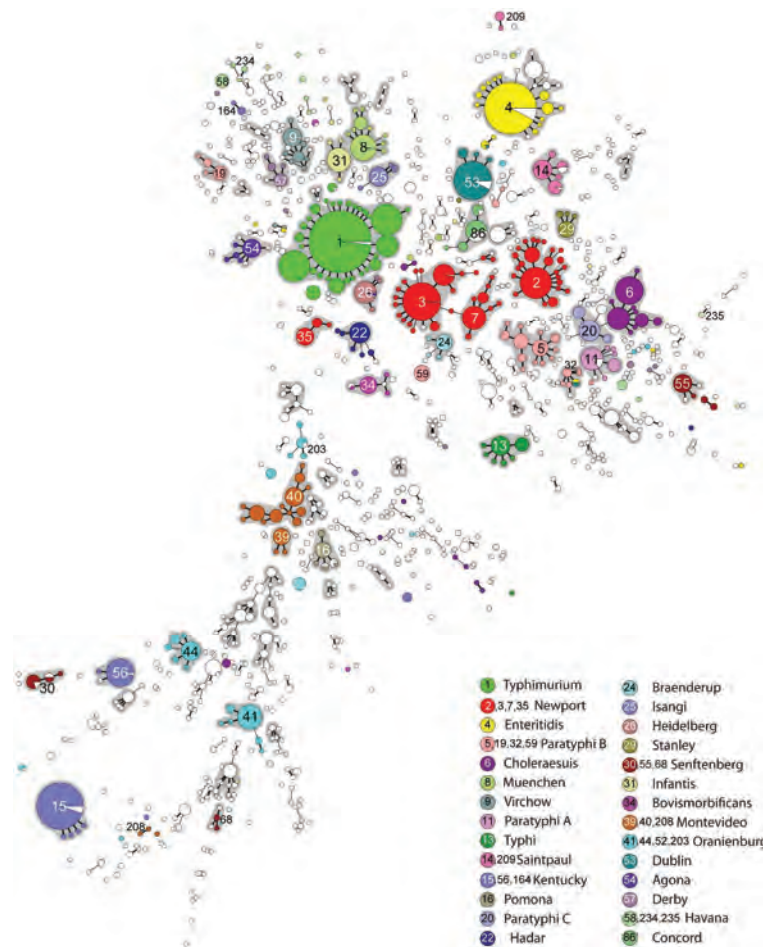 209
234
58
4
164
9
8
31
19
25
53
14
1
86
29
54
26
3
2
6
7
20
235
35
22
24
5
11
59
32
34
55
13
203
40
39
16
44
56
30
41
15
208
68
1 Typhimurium
2,3,7,35 Newport
4 Enteritidis
5 19,32,59 Paratyphi B
6 Choleraesuis
8 Muenchen
9 Virchow
11 Paratyphi A
13 Typhi
14,209 Saintpaul
15,56,164 Kentucky
16 Pomona
20 Paratyphi C
22 Hadar
24 Braenderup
25 Isangi
26 Heidelberg
29 Stanley
30 55,68 Senftenberg
31 Infantis
34 Bovismorbificans
39 40,208 Montevideo
41,44,52,203 Oranienburg
53 Dublin
54 Agona
57 Derby
58,234,235 Havana
86 Concord